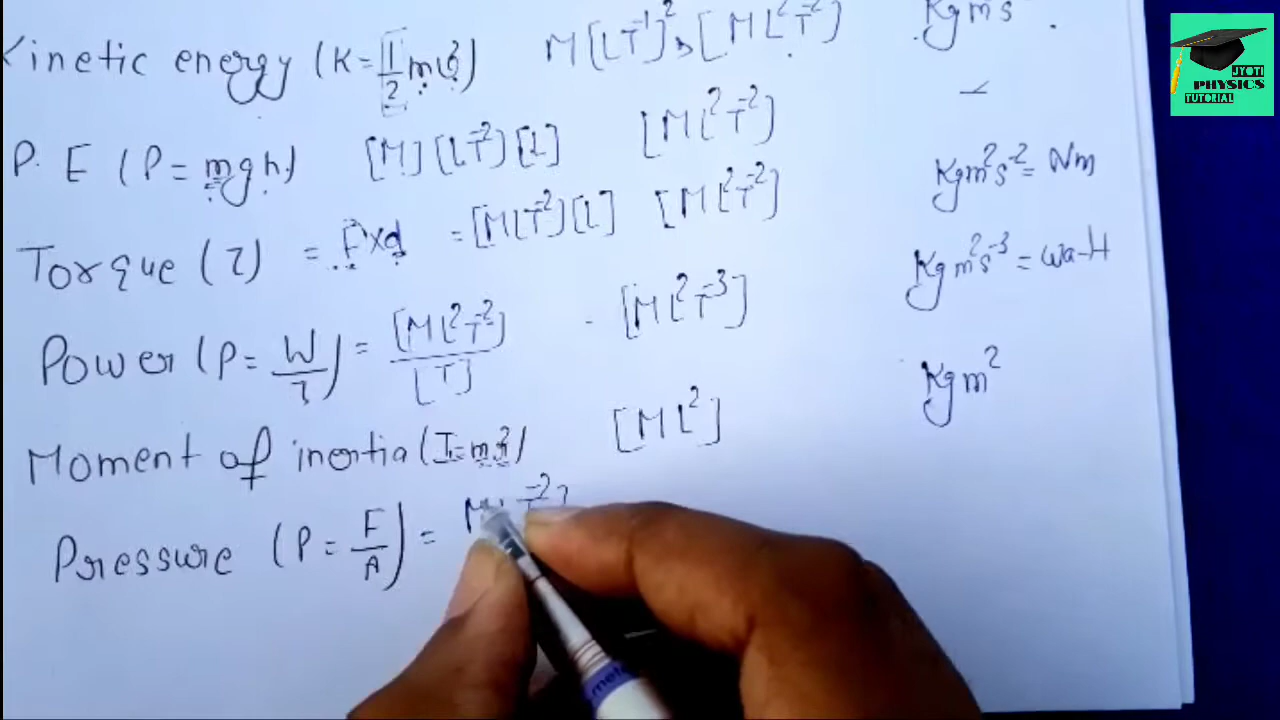 Kinetic energy (K = 1/2 mv²) M[LT⁻¹]² , [ML²T⁻²] Kgm²s⁻²
P. E (P = mgh) [M][LT⁻²][L] [ML²T⁻²]
Torque (τ) = F×d = [MLT⁻²][L] [ML²T⁻²] Kgm²s⁻² = Nm
Power (P = W/T) = [ML²T⁻²]/[T] - [ML²T⁻³] Kgm²s⁻³ = Watt
Moment of inertia (I = mr²) [ML²] Kgm²
Pressure (P = F/A) =
JYOTI
PHYSICS
TUTORIAL